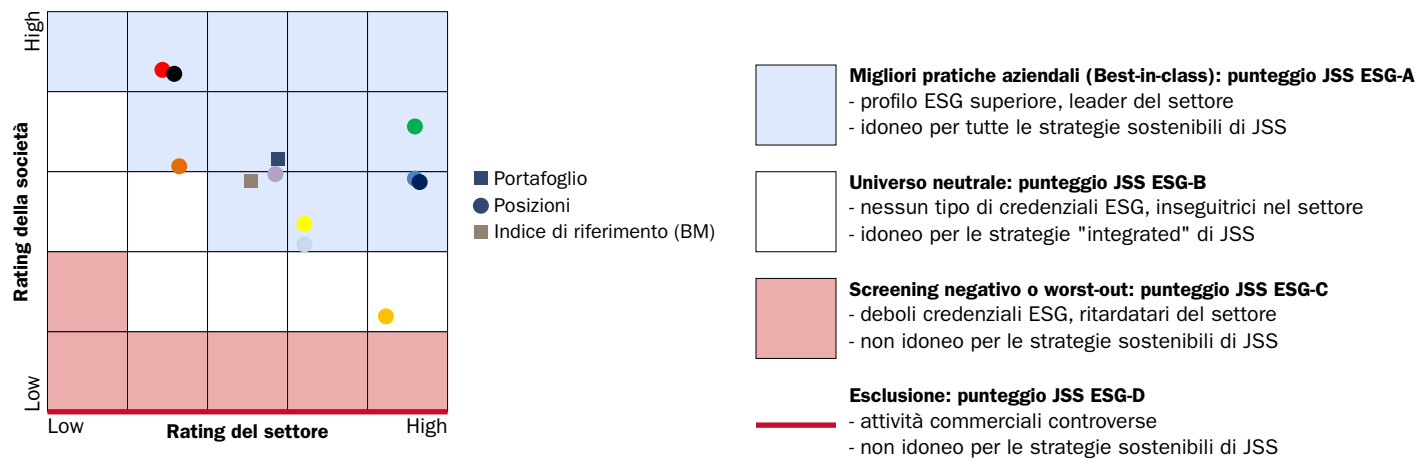 High
Rating della società
Low
Low
Rating del settore
High
Portafoglio
Posizioni
Indice di riferimento (BM)
Migliori pratiche aziendali (Best-in-class): punteggio JSS ESG-A
- profilo ESG superiore, leader del settore
- idoneo per tutte le strategie sostenibili di JSS
Universo neutrale: punteggio JSS ESG-B
- nessun tipo di credenziali ESG, inseguitrici nel settore
- idoneo per le strategie "integrated" di JSS
Screening negativo o worst-out: punteggio JSS ESG-C
- deboli credenziali ESG, ritardatari del settore
- non idoneo per le strategie sostenibili di JSS
Esclusione: punteggio JSS ESG-D
- attività commerciali controverse
- non idoneo per le strategie sostenibili di JSS